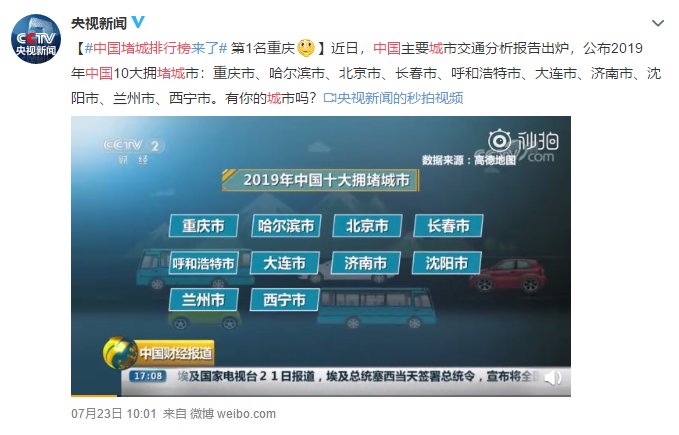 CCTV
央视新闻
央视新闻
【#中国堵城排行榜来了# 第1名重庆】近日，中国主要城市交通分析报告出炉，公布2019
年中国10大拥堵城市：重庆市、哈尔滨市、北京市、长春市、呼和浩特市、大连市、济南市、沈
阳市、兰州市、西宁市。有你的城市吗？央视新闻的秒拍视频
CCTV 2
财经
秒拍
CCTV.com
数据来源：高德地图
2019年中国十大拥堵城市
重庆市 哈尔滨市 北京市 长春市
呼和浩特市 大连市 济南市 沈阳市
兰州市 西宁市
中国财经报道
17:08 埃及国家电视台21日报道，埃及总统塞西当天签署总统令，宣布将全
07月23日 10:01 来自 微博 weibo.com